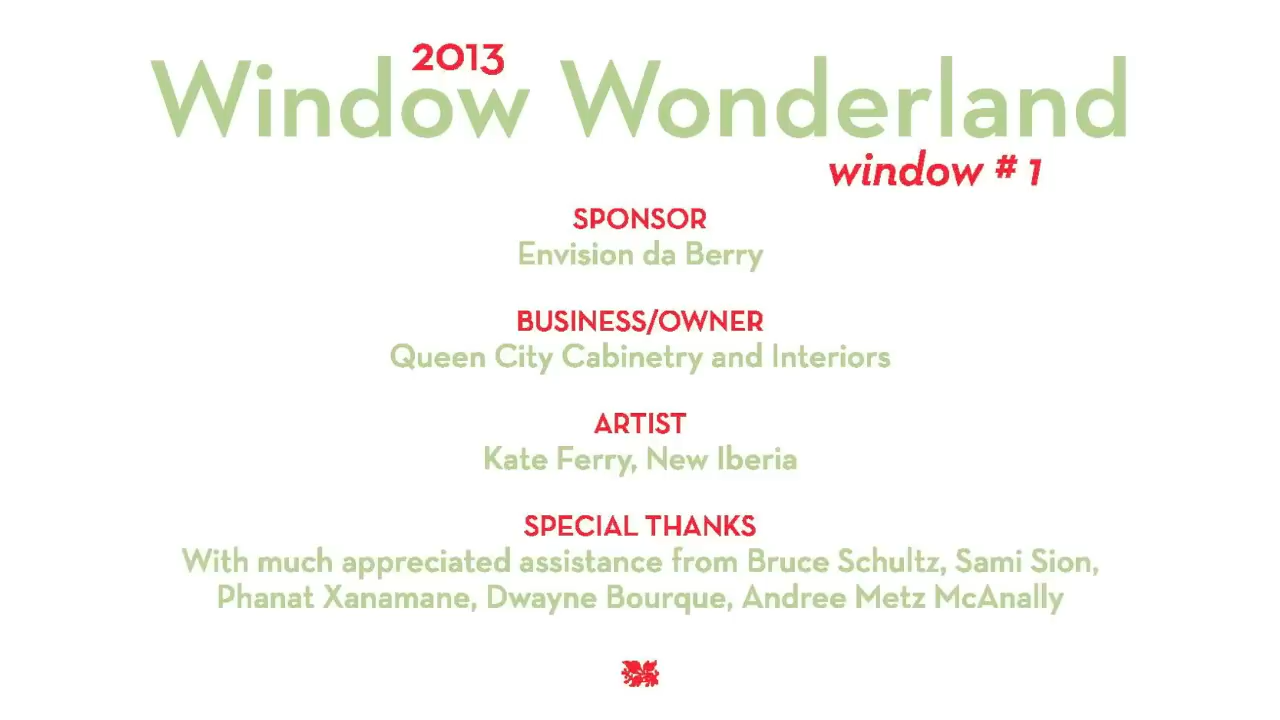 2013
Window Wonderland
window # 1
SPONSOR
Envision da Berry
BUSINESS/OWNER
Queen City Cabinetry and Interiors
ARTIST
Kate Ferry, New Iberia
SPECIAL THANKS
With much appreciated assistance from Bruce Schultz, Sami Sion,
Phanat Xanamane, Dwayne Bourque, Andree Metz McAnally